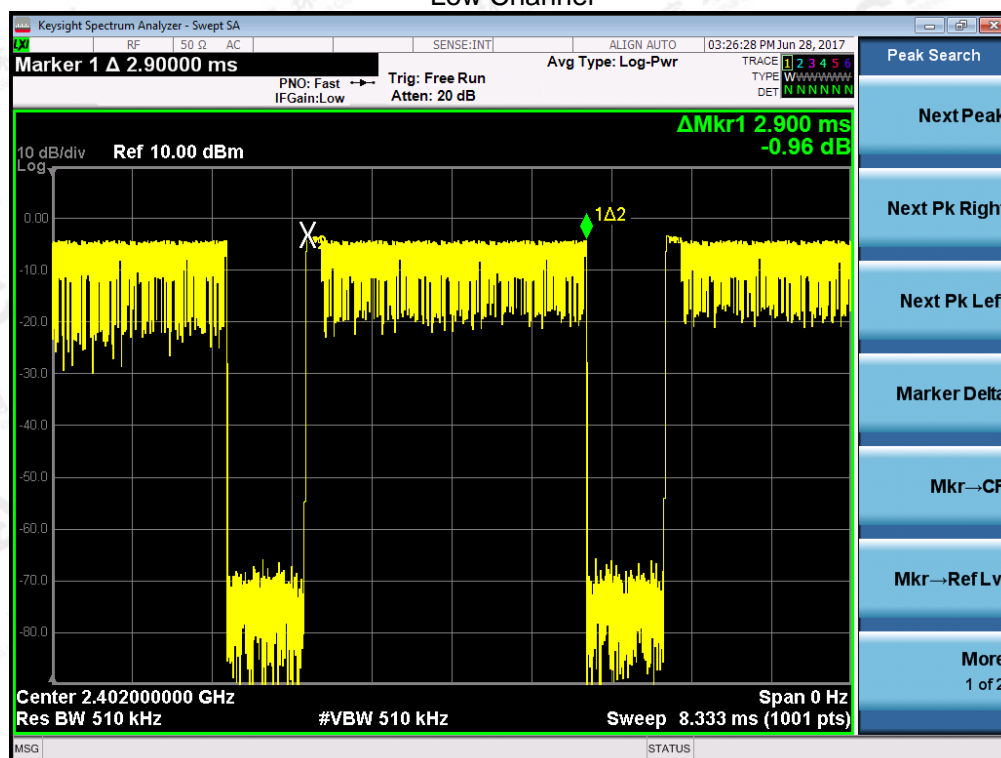 Low Channel
Keysight Spectrum Analyzer - Swept SA
LXI RF 50 Ω AC SENSE:INT ALIGN AUTO 03:26:28 PM Jun 28, 2017
Marker 1 Δ 2.90000 ms
PNO: Fast
IFGain:Low
Trig: Free Run
Atten: 20 dB
Avg Type: Log-Pwr
TRACE 1 2 3 4 5 6
TYPE WWWWWW
DET N N N N N N
ΔMkr1 2.900 ms
-0.96 dB
10 dB/div Ref 10.00 dBm
Log
1Δ2
0.00
X2
-10.0
-20.0
-30.0
-40.0
-50.0
-60.0
-70.0
-80.0
Center 2.402000000 GHz Span 0 Hz
Res BW 510 kHz #VBW 510 kHz Sweep 8.333 ms (1001 pts)
MSG STATUS
Peak Search
Next Peak
Next Pk Right
Next Pk Left
Marker Delta
Mkr→CF
Mkr→Ref Lv
More
1 of 2